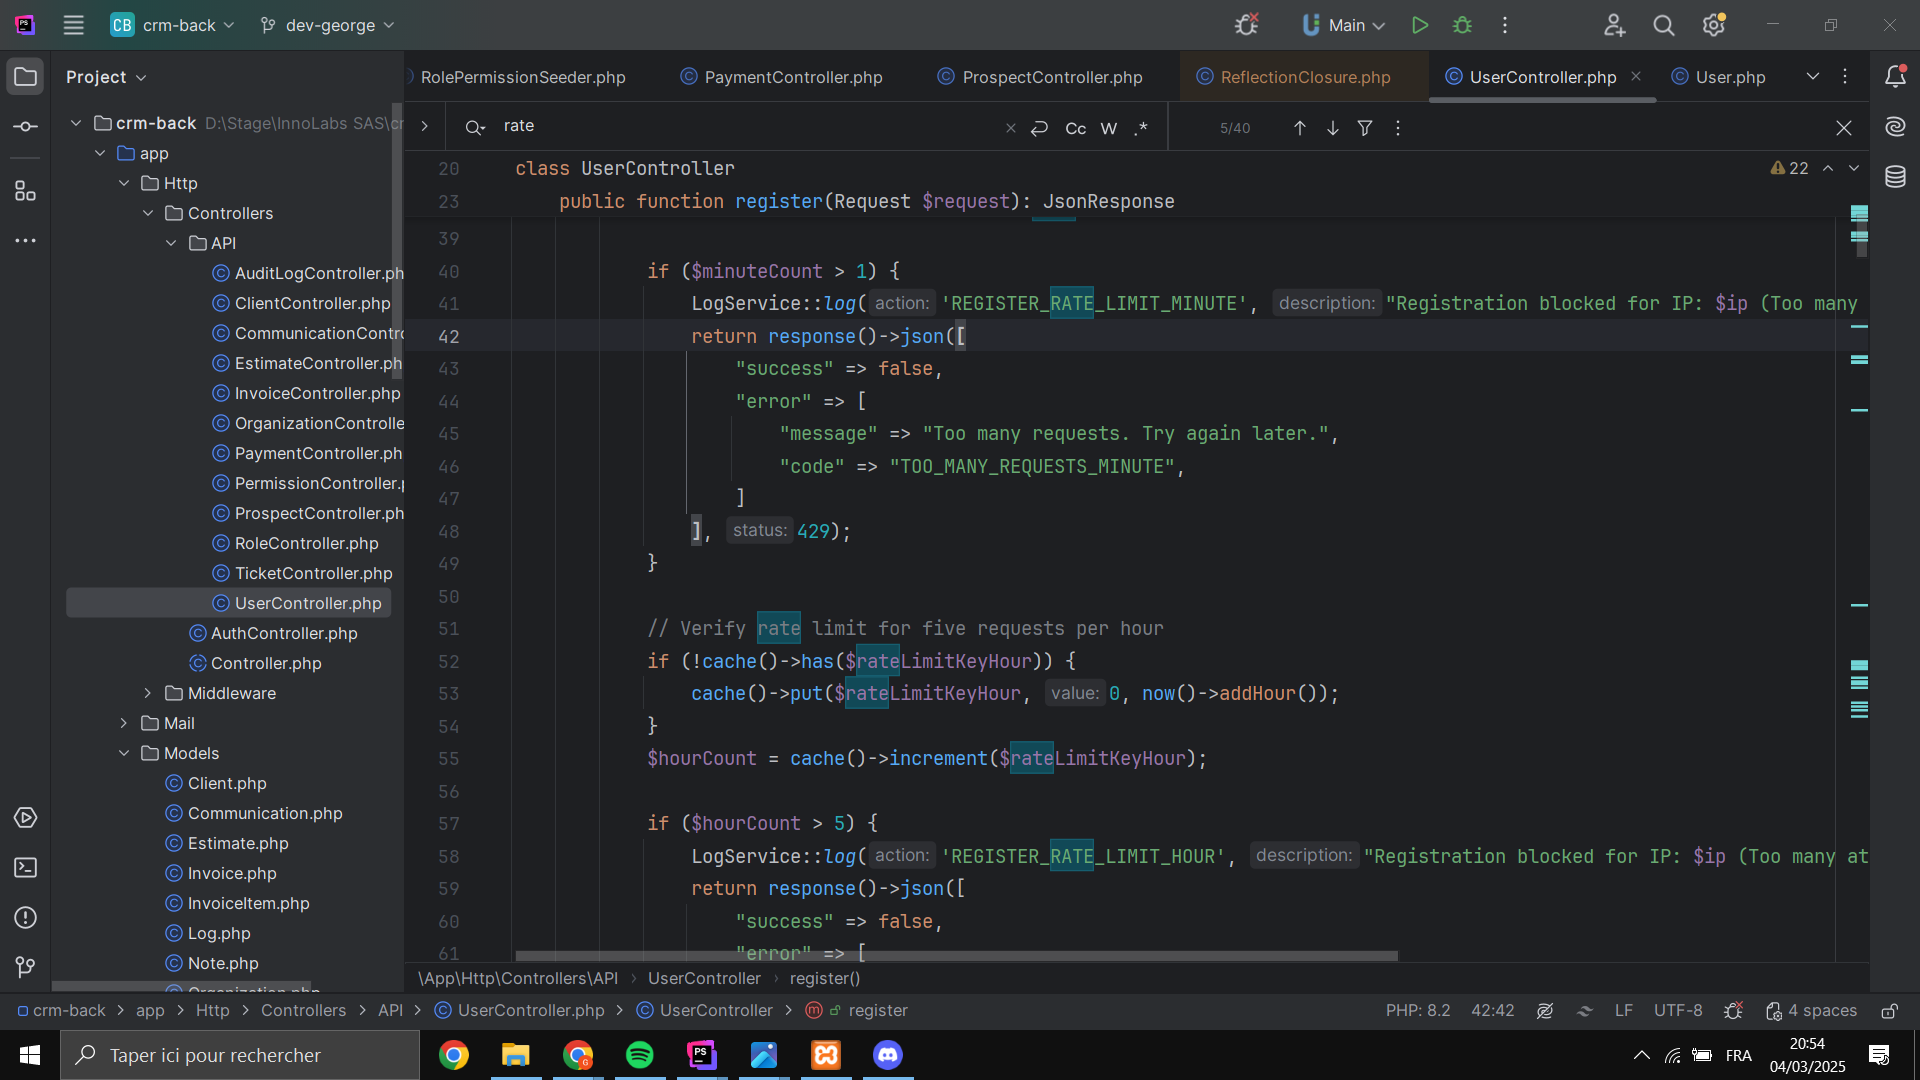 CB crm-back
dev-george
Main
Project
RolePermissionSeeder.php
PaymentController.php
ProspectController.php
ReflectionClosure.php
UserController.php
User.php
rate
Cc W .*
5/40
crm-back D:\Stage\InnoLabs SAS\cr
app
Http
Controllers
API
AuditLogController.ph
ClientController.php
CommunicationContro
EstimateController.ph
InvoiceController.php
OrganizationControlle
PaymentController.ph
PermissionController.p
ProspectController.ph
RoleController.php
TicketController.php
UserController.php
AuthController.php
Controller.php
Middleware
Mail
Models
Client.php
Communication.php
Estimate.php
Invoice.php
InvoiceItem.php
Log.php
Note.php
Organization.php
22
20 class UserController
23 public function register(Request $request): JsonResponse
39
40 if ($minuteCount > 1) {
41 LogService::log( action: 'REGISTER_RATE_LIMIT_MINUTE', description: "Registration blocked for IP: $ip (Too many
42 return response()->json([
43 "success" => false,
44 "error" => [
45 "message" => "Too many requests. Try again later.",
46 "code" => "TOO_MANY_REQUESTS_MINUTE",
47 ]
48 ], status: 429);
49 }
50
51 // Verify rate limit for five requests per hour
52 if (!cache()->has($rateLimitKeyHour)) {
53 cache()->put($rateLimitKeyHour, value: 0, now()->addHour());
54 }
55 $hourCount = cache()->increment($rateLimitKeyHour);
56
57 if ($hourCount > 5) {
58 LogService::log( action: 'REGISTER_RATE_LIMIT_HOUR', description: "Registration blocked for IP: $ip (Too many at
59 return response()->json([
60 "success" => false,
61 "error" => [
\App\Http\Controllers\API › UserController › register()
crm-back > app > Http > Controllers > API > UserController.php > UserController > register
PHP: 8.2 42:42 LF UTF-8 4 spaces
Taper ici pour rechercher
FRA
20:54
04/03/2025